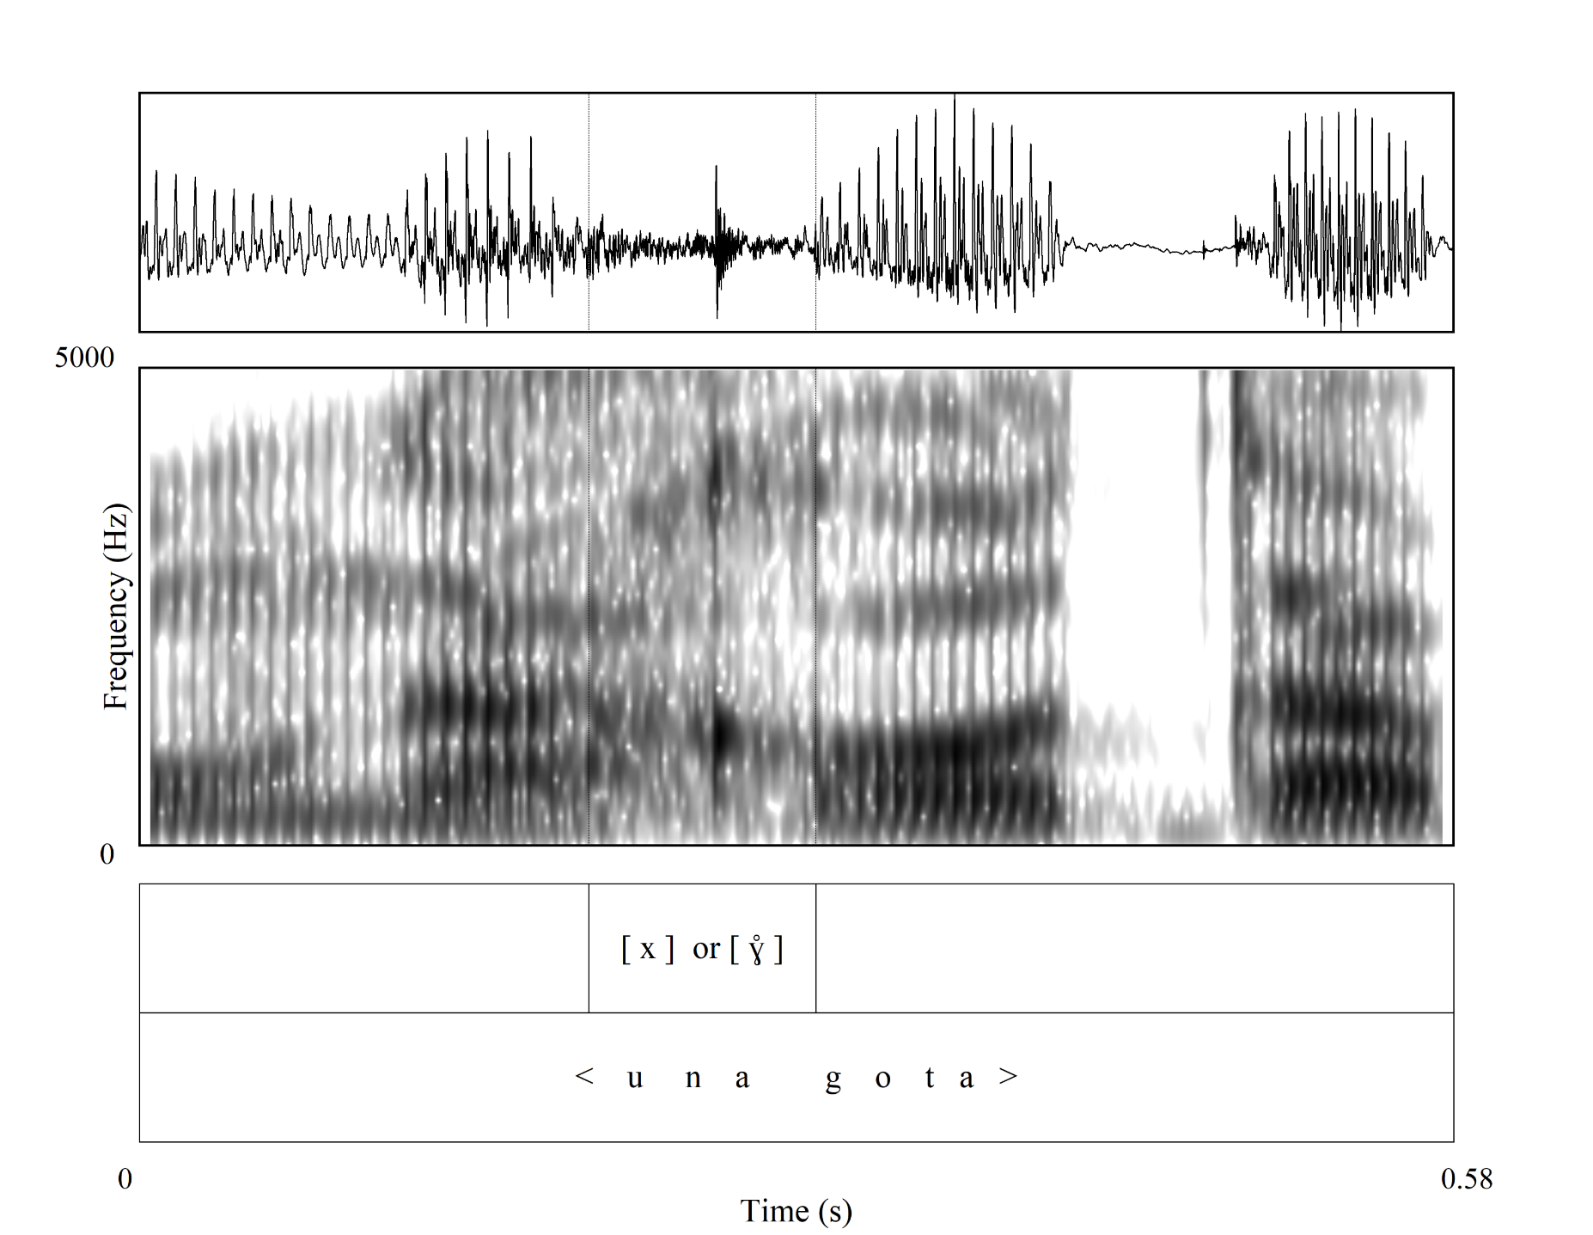 5000
Frequency (Hz)
0
[ x ] or [ ɣ̊ ]
< u n a g o t a >
0 0.58
Time (s)